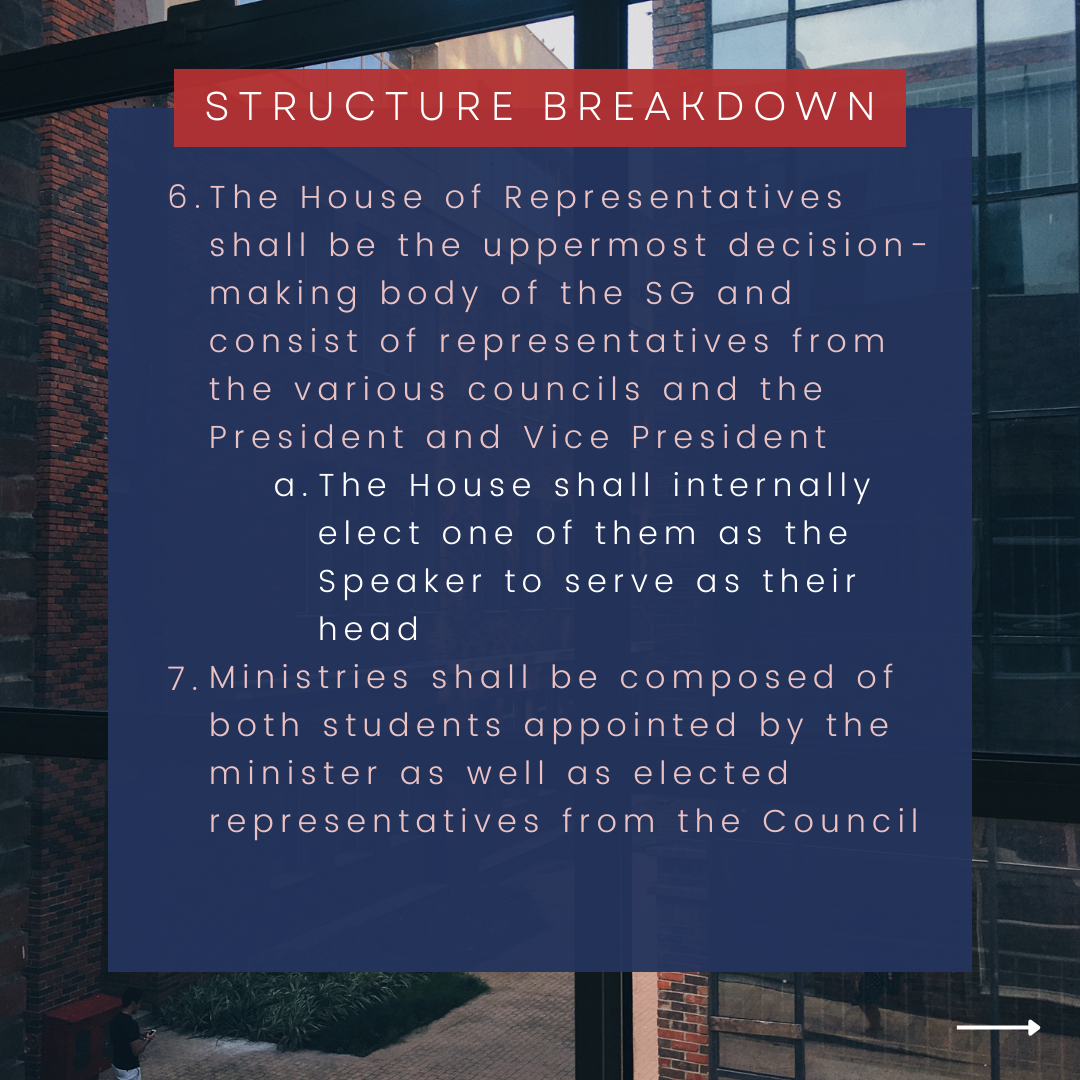 STRUCTURE BREAKDOWN
6. The House of Representatives
shall be the uppermost decision-
making body of the SG and
consist of representatives from
the various councils and the
President and Vice President
a. The House shall internally
elect one of them as the
Speaker to serve as their
head
7. Ministries shall be composed of
both students appointed by the
minister as well as elected
representatives from the Council